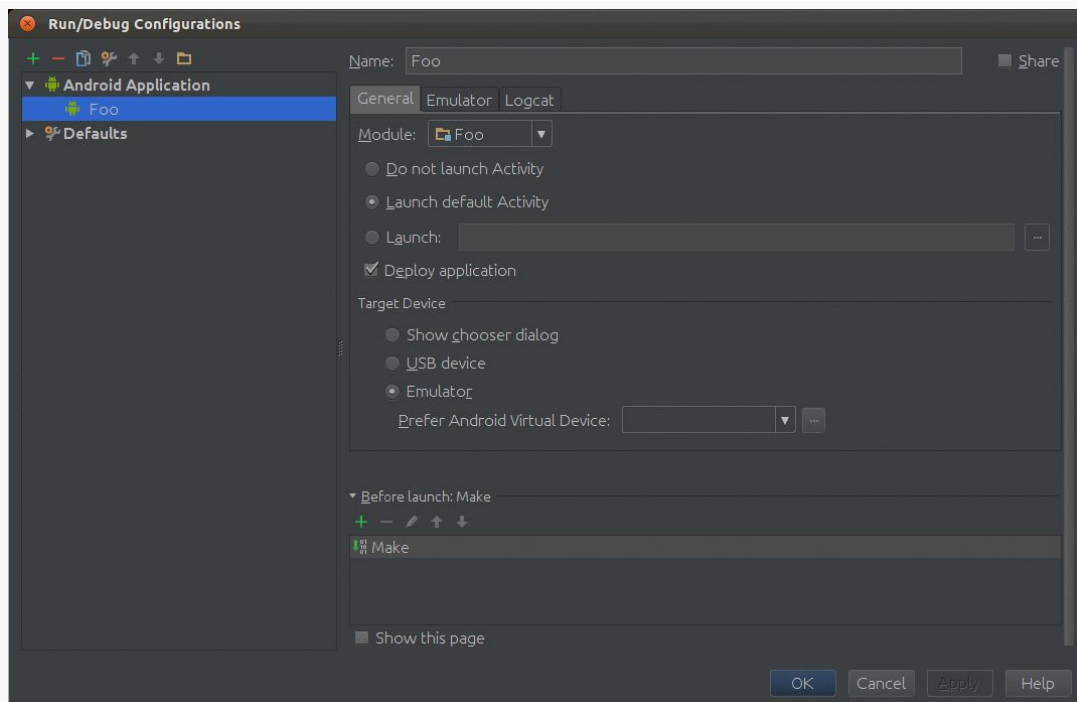 Run/Debug Configurations
Name: Foo
Share
Android Application
Foo
Defaults
General Emulator Logcat
Module: Foo
Do not launch Activity
Launch default Activity
Launch:
...
Deploy application
Target Device
Show chooser dialog
USB device
Emulator
Prefer Android Virtual Device:
...
Before launch: Make
Make
Show this page
OK Cancel Apply Help